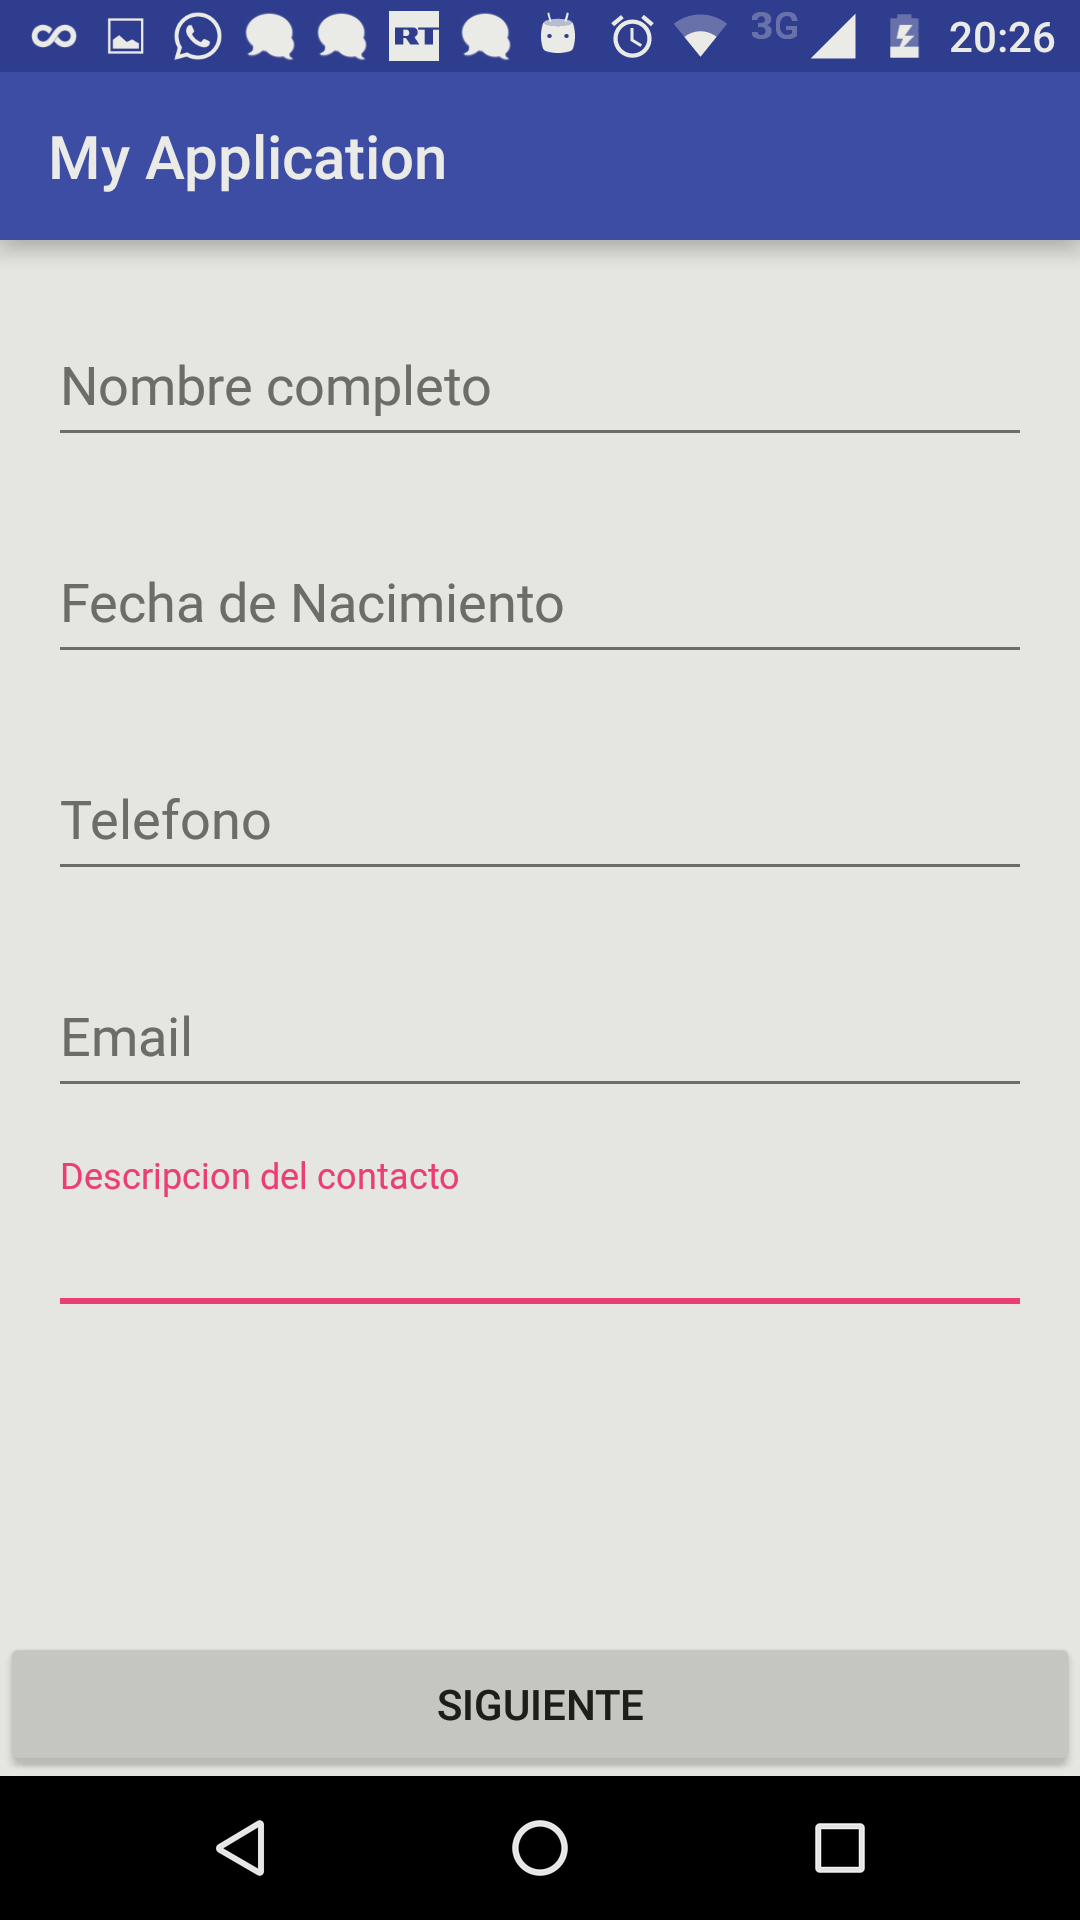 RT 3G 20:26
My Application
Nombre completo
Fecha de Nacimiento
Telefono
Email
Descripcion del contacto
SIGUIENTE